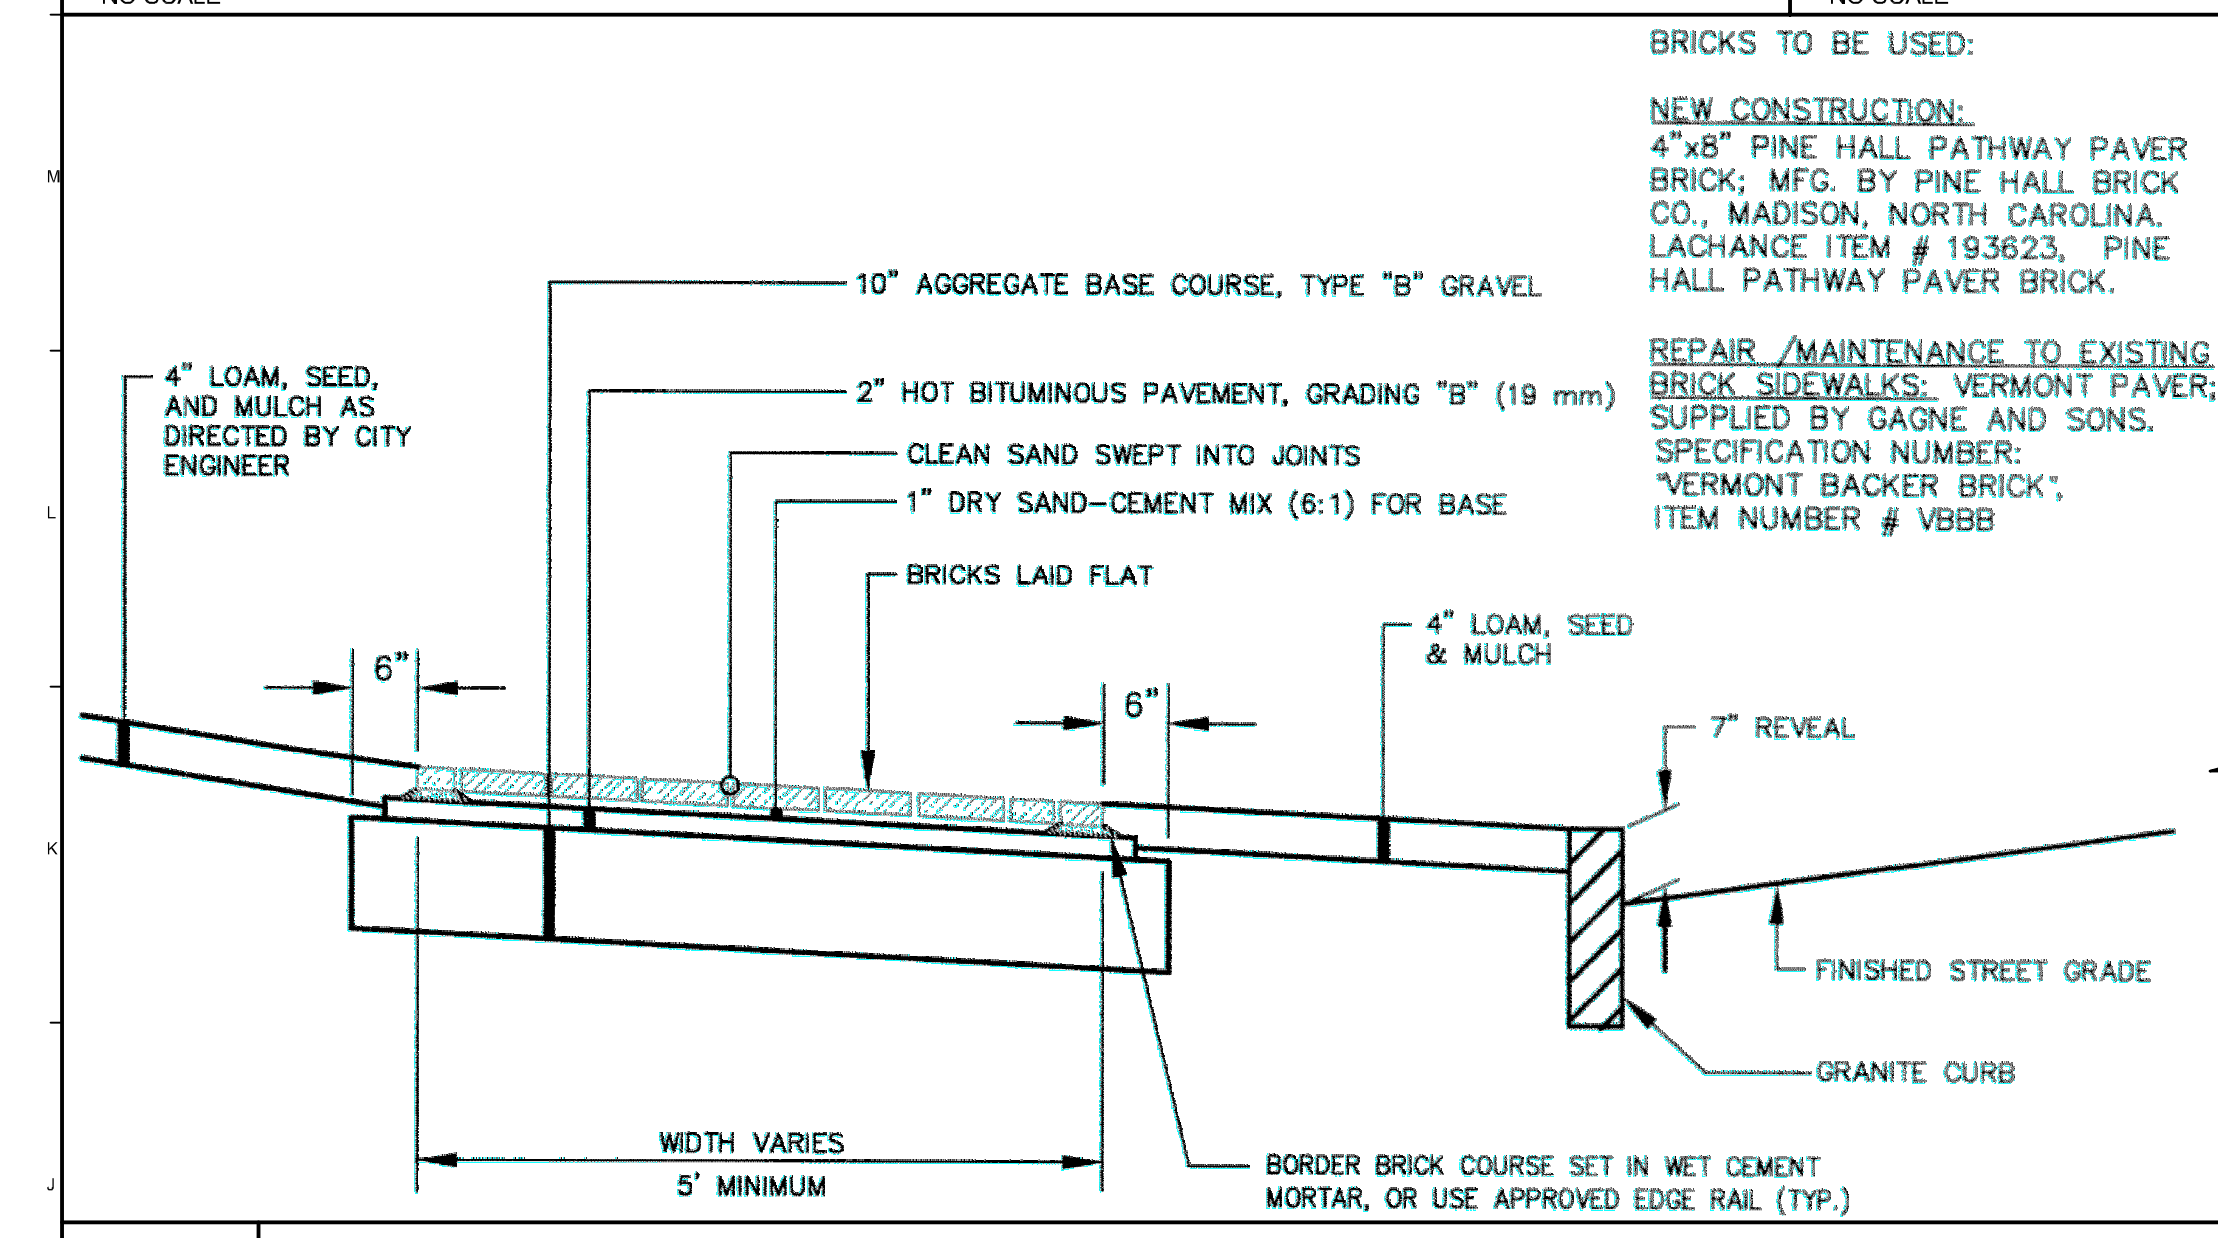 NO SCALE
NO SCALE
BRICKS TO BE USED:
NEW CONSTRUCTION:
4"x8" PINE HALL PATHWAY PAVER
BRICK; MFG. BY PINE HALL BRICK
CO., MADISON, NORTH CAROLINA.
LACHANCE ITEM # 193623, PINE
HALL PATHWAY PAVER BRICK.
REPAIR /MAINTENANCE TO EXISTING
BRICK SIDEWALKS: VERMONT PAVER;
SUPPLIED BY GAGNE AND SONS.
SPECIFICATION NUMBER:
"VERMONT BACKER BRICK",
ITEM NUMBER # VBBB
10" AGGREGATE BASE COURSE, TYPE "B" GRAVEL
4" LOAM, SEED,
AND MULCH AS
DIRECTED BY CITY
ENGINEER
2" HOT BITUMINOUS PAVEMENT, GRADING "B" (19 mm)
CLEAN SAND SWEPT INTO JOINTS
1" DRY SAND-CEMENT MIX (6:1) FOR BASE
BRICKS LAID FLAT
4" LOAM, SEED
& MULCH
6"
6"
7" REVEAL
FINISHED STREET GRADE
GRANITE CURB
WIDTH VARIES
5' MINIMUM
BORDER BRICK COURSE SET IN WET CEMENT
MORTAR, OR USE APPROVED EDGE RAIL (TYP.)
M
L
K
J